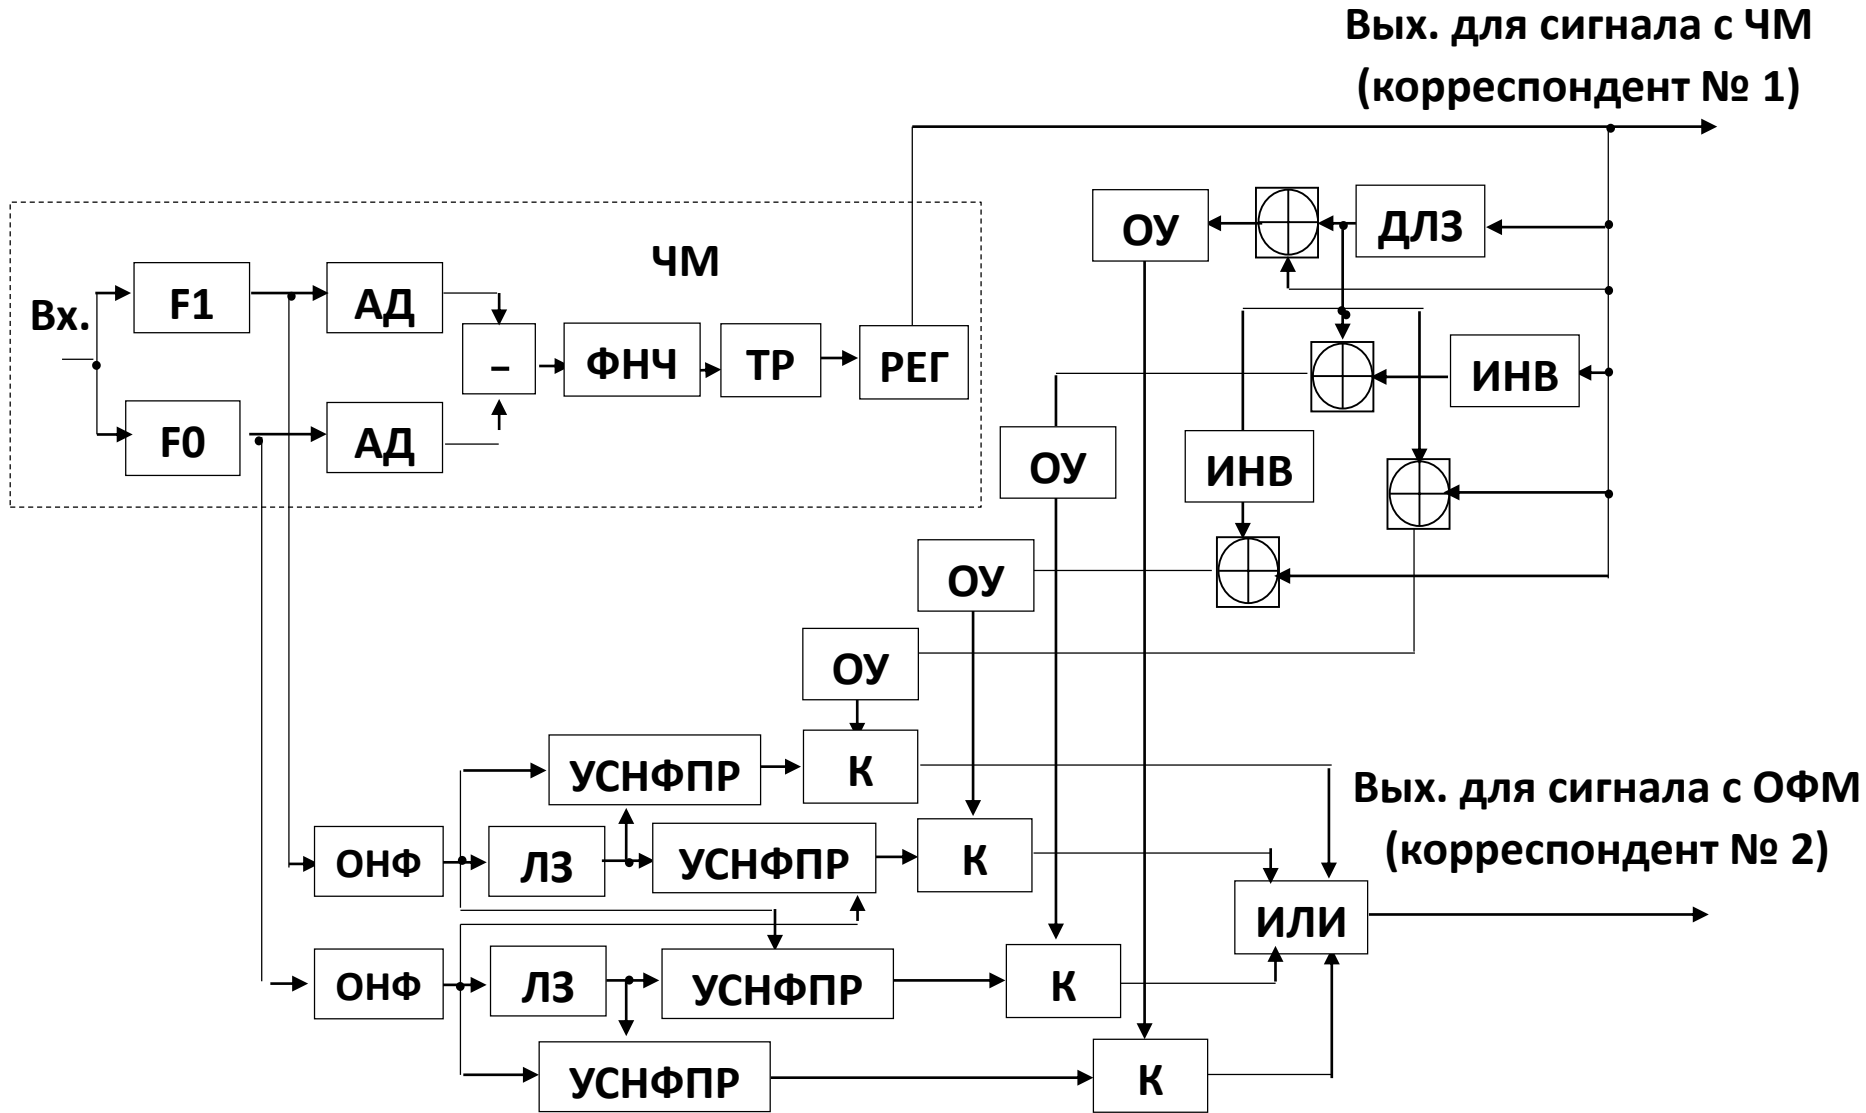 Вых. для сигнала с ЧМ
(корреспондент № 1)
ОУ
ДЛЗ
ЧМ
Вх.
F1
АД
–
ФНЧ
ТР
РЕГ
ИНВ
F0
АД
ОУ
ИНВ
ОУ
ОУ
УСНФПР
К
Вых. для сигнала с ОФМ
(корреспондент № 2)
ОНФ
ЛЗ
УСНФПР
К
ИЛИ
ОНФ
ЛЗ
УСНФПР
К
УСНФПР
К